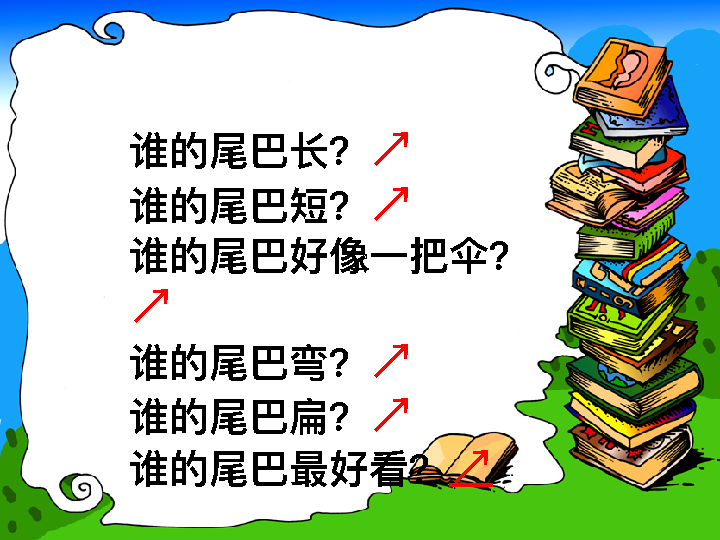 谁的尾巴长? ↗
谁的尾巴短? ↗
谁的尾巴好像一把伞?
↗
谁的尾巴弯? ↗
谁的尾巴扁? ↗
谁的尾巴最好看? ↗